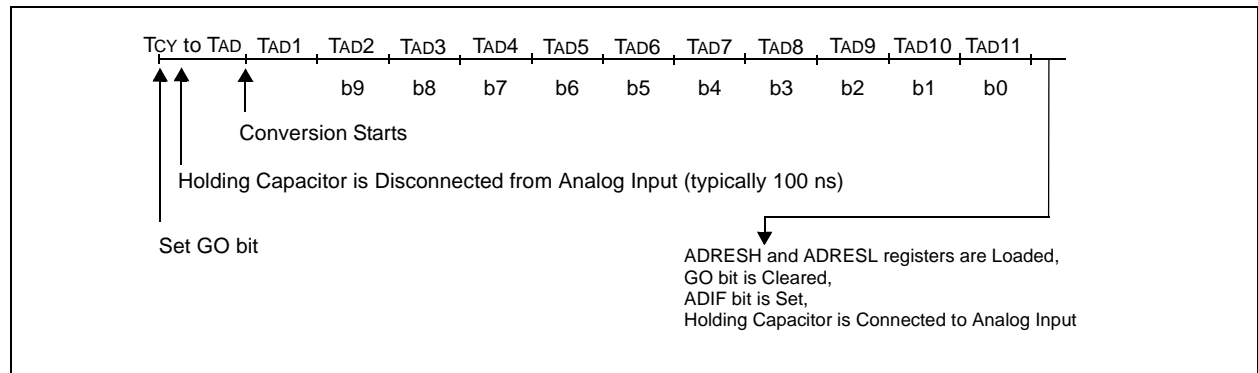 TCY to TAD TAD1 TAD2 TAD3 TAD4 TAD5 TAD6 TAD7 TAD8 TAD9 TAD10 TAD11
b9 b8 b7 b6 b5 b4 b3 b2 b1 b0
Conversion Starts
Holding Capacitor is Disconnected from Analog Input (typically 100 ns)
Set GO bit
ADRESH and ADRESL registers are Loaded,
GO bit is Cleared,
ADIF bit is Set,
Holding Capacitor is Connected to Analog Input